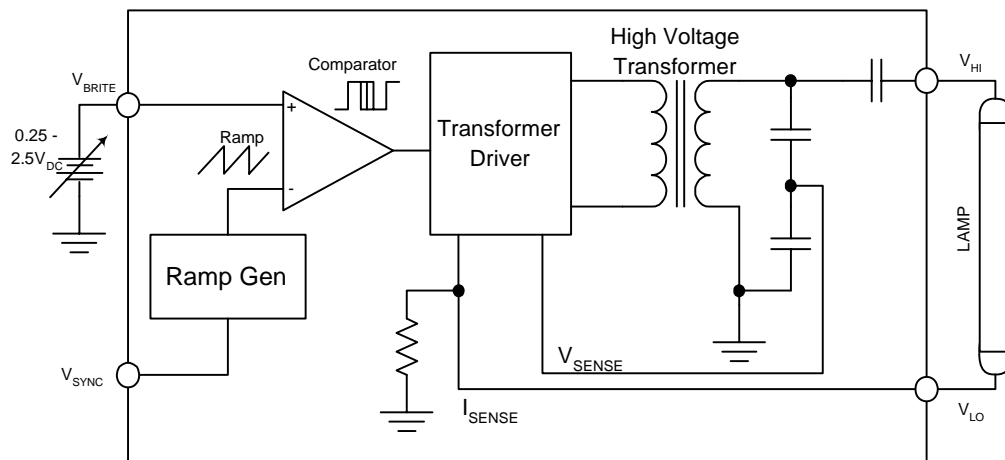 High Voltage
Transformer
V_HI
V_BRITE
Comparator
+
0.25 -
2.5V_DC
Ramp
-
Transformer
Driver
LAMP
Ramp Gen
V_SENSE
V_SYNC
I_SENSE
V_LO